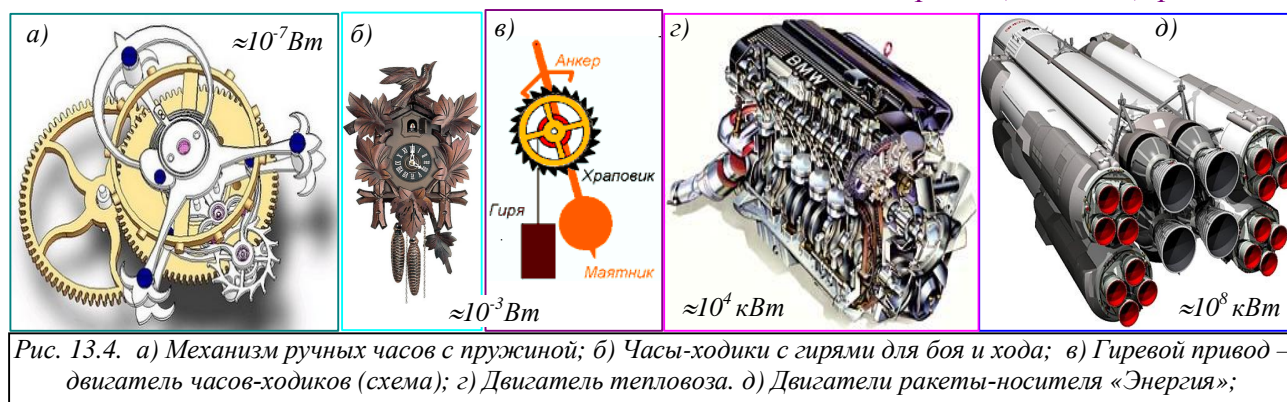 а)
≈10⁻⁷Вт
б)
в)
Анкер
Храповик
Гиря
Маятник
≈10⁻³Вт
г)
BMW
≈10⁴ кВт
д)
≈10⁸ кВт
Рис. 13.4. а) Механизм ручных часов с пружиной; б) Часы-ходики с гирями для боя и хода; в) Гиревой привод –
двигатель часов-ходиков (схема); г) Двигатель тепловоза. д) Двигатели ракеты-носителя «Энергия»;